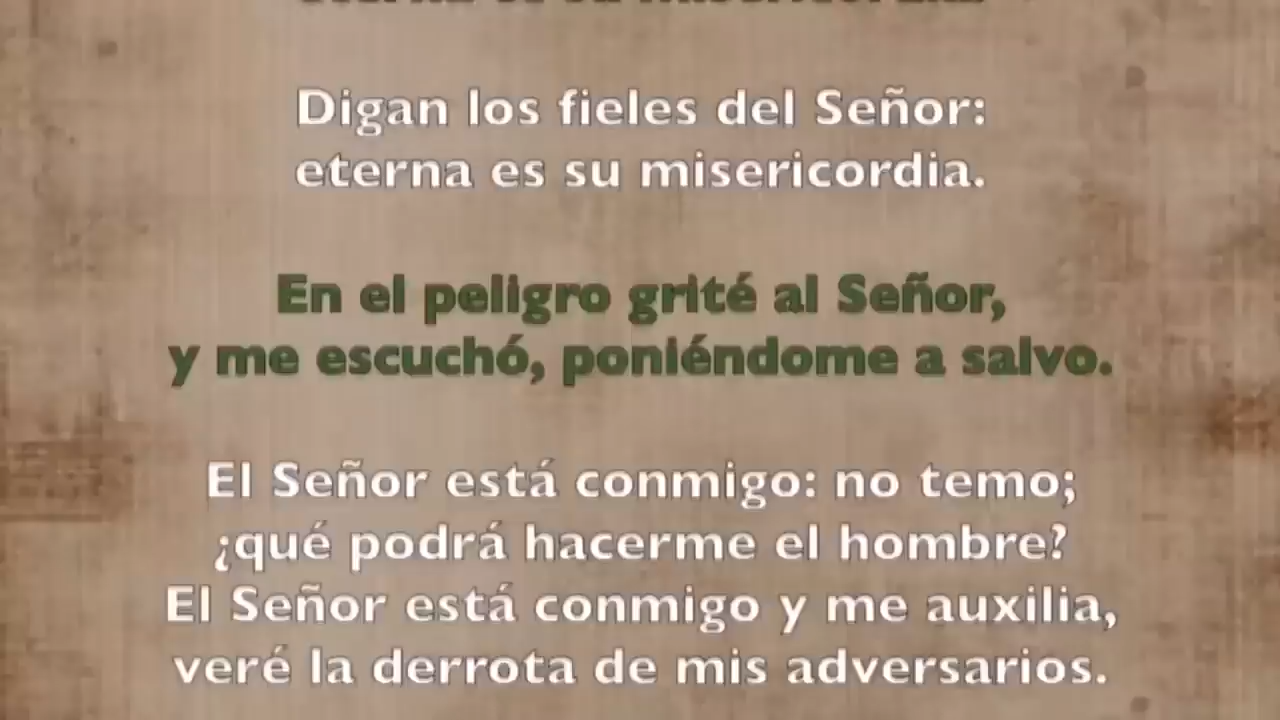 Digan los fieles del Señor:
eterna es su misericordia.
En el peligro grité al Señor,
y me escuchó, poniéndome a salvo.
El Señor está conmigo: no temo;
¿qué podrá hacerme el hombre?
El Señor está conmigo y me auxilia,
veré la derrota de mis adversarios.